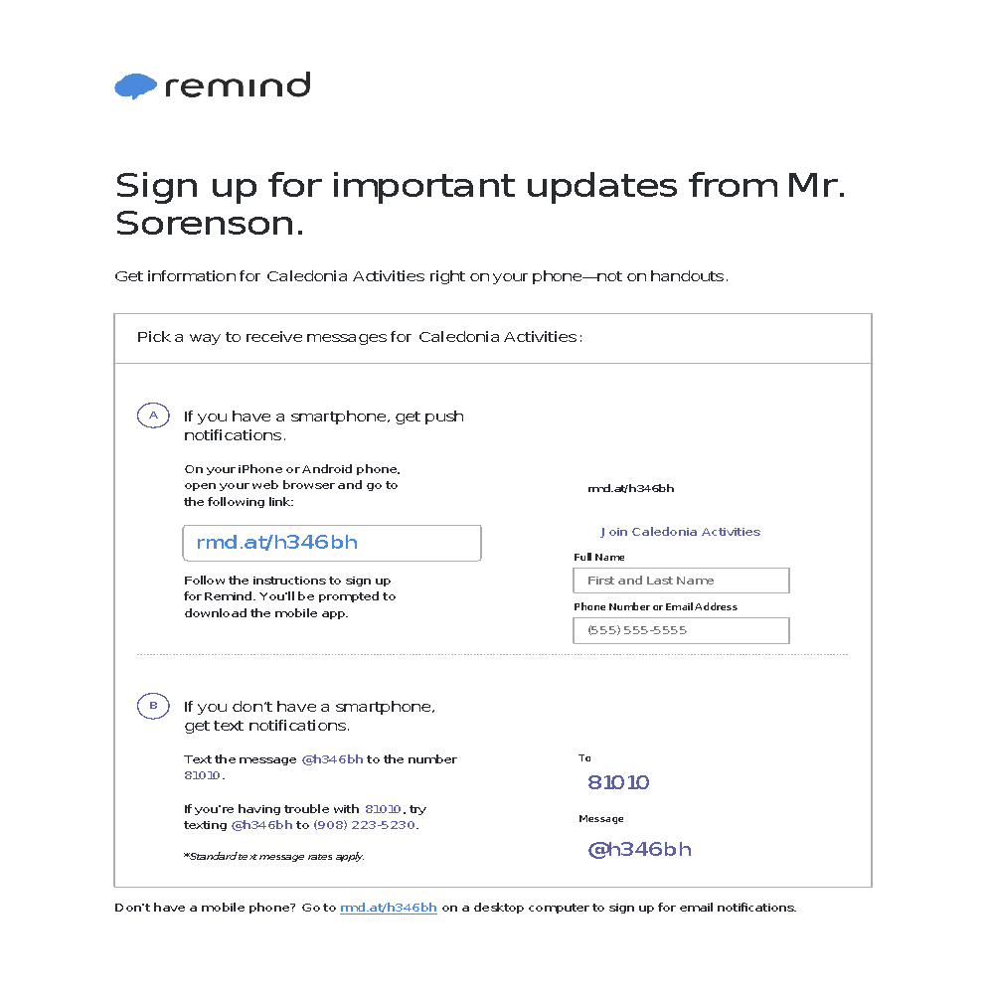 remind
Sign up for important updates from Mr.
Sorenson.
Get information for Caledonia Activities right on your phone—not on handouts.
Pick a way to receive messages for Caledonia Activities:
A
If you have a smartphone, get push
notifications.
On your iPhone or Android phone,
open your web browser and go to
the following link:
rmd.at/h346bh
Follow the instructions to sign up
for Remind. You'll be prompted to
download the mobile app.
rmd.at/h346bh
Join Caledonia Activities
Full Name
First and Last Name
Phone Number or Email Address
(555) 555-5555
B
If you don't have a smartphone,
get text notifications.
Text the message @h346bh to the number
81010.
If you're having trouble with 81010, try
texting @h346bh to (908) 223-5230.
*Standard text message rates apply.
To
81010
Message
@h346bh
Don't have a mobile phone? Go to rmd.at/h346bh on a desktop computer to sign up for email notifications.